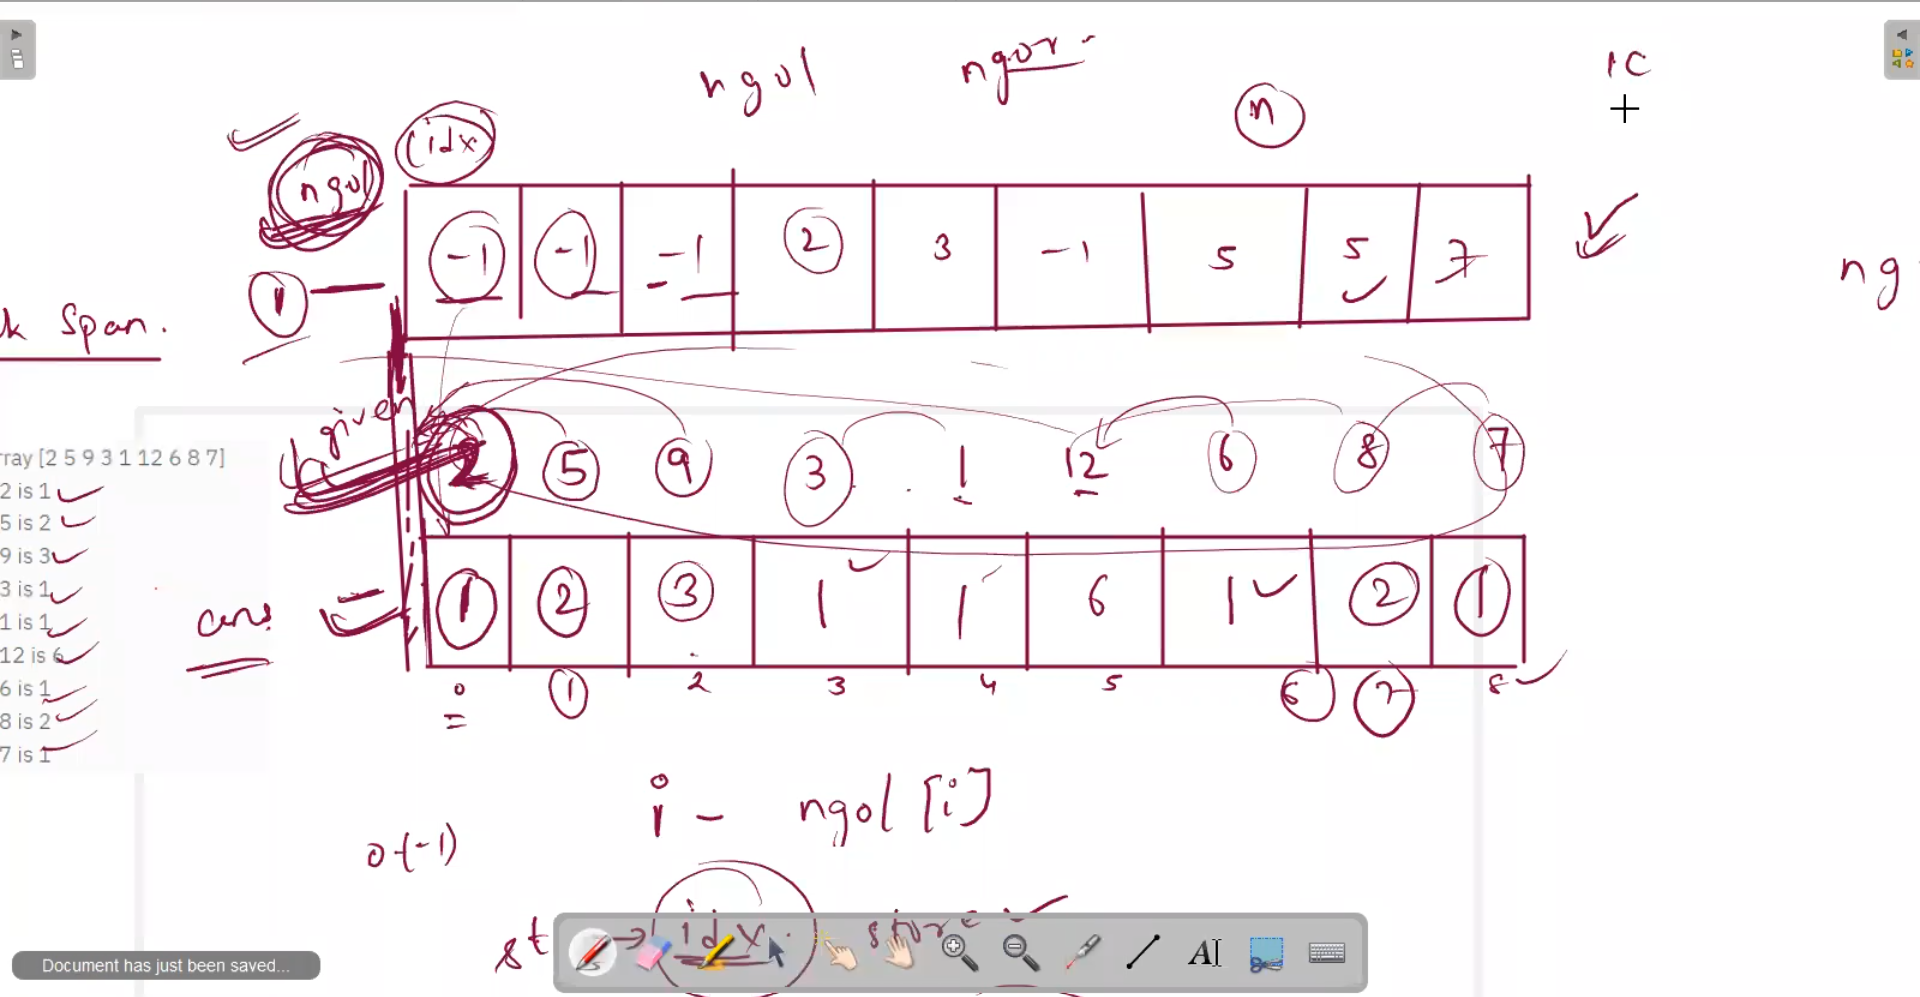 ngol ngor
n
idx
ngol
-1 -1 -1 2 3 -1 5 5 7
1
ng
k Span.
given
2 5 9 3 1 12 6 8 7
rray [2 5 9 3 1 12 6 8 7]
2 is 1
5 is 2
9 is 3
3 is 1
1 is 1
12 is 6
6 is 1
8 is 2
7 is 1
ans
1 2 3 1 1 6 1 2 1
0 1 2 3 4 5 6 7 8
i - ngol [i]
0-(-1)
st → idx. store
AI
Document has just been saved...